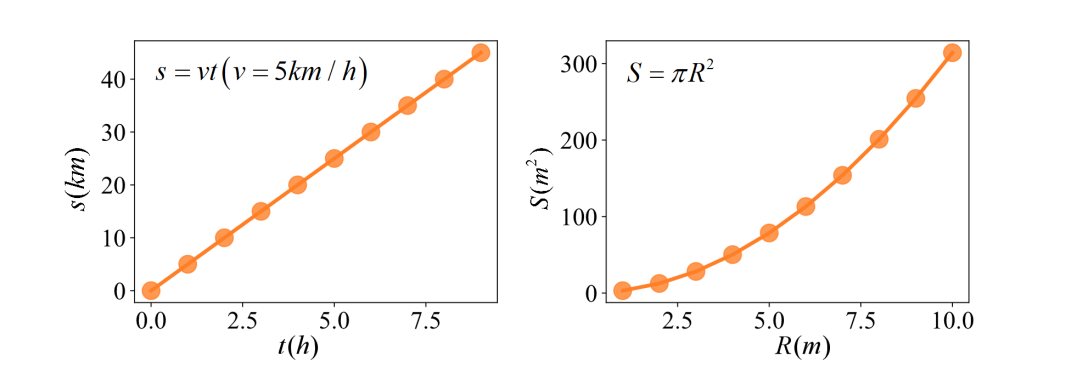 s = vt(v = 5km / h)
40
30
20
10
0
s(km)
0.0 2.5 5.0 7.5
t(h)
S = πR²
300
200
100
0
S(m²)
2.5 5.0 7.5 10.0
R(m)